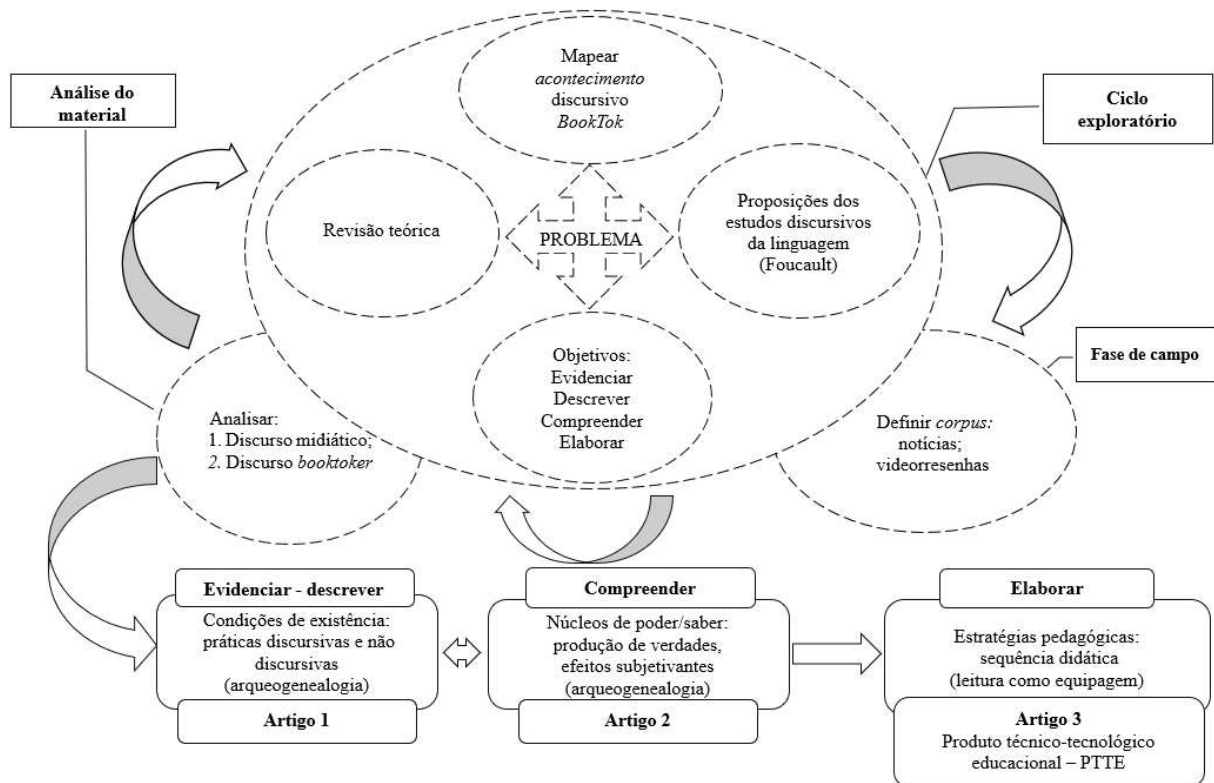 Mapear
acontecimento
discursivo
BookTok
Análise do
material
Ciclo
exploratório
Revisão teórica
PROBLEMA
Proposições dos
estudos discursivos
da linguagem
(Foucault)
Objetivos:
Evidenciar
Descrever
Compreender
Elaborar
Fase de campo
Analisar:
1. Discurso midiático;
2. Discurso booktoker
Definir corpus:
notícias;
videorresenhas
Evidenciar - descrever
Condições de existência:
práticas discursivas e não
discursivas
(arqueogenealogia)
Artigo 1
Compreender
Núcleos de poder/saber:
produção de verdades,
efeitos subjetivantes
(arqueogenealogia)
Artigo 2
Elaborar
Estratégias pedagógicas:
sequência didática
(leitura como equipagem)
Artigo 3
Produto técnico-tecnológico
educacional – PTTE